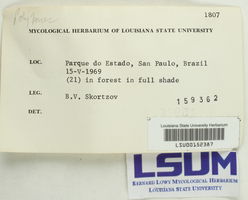 1807
MYCOLOGICAL HERBARIUM OF LOUISIANA STATE UNIVERSITY
LOC. Parque do Estado, San Paulo, Brazil
15-V-1969
(21) in forest in full shade
LEG. B.V. Skortzov
159362
DET.
Louisiana State University Herbarium
LSU00152387
LSUM
BERNARD LOWY MYCOLOGICAL HERBARIUM
LOUISIANA STATE UNIVERSITY